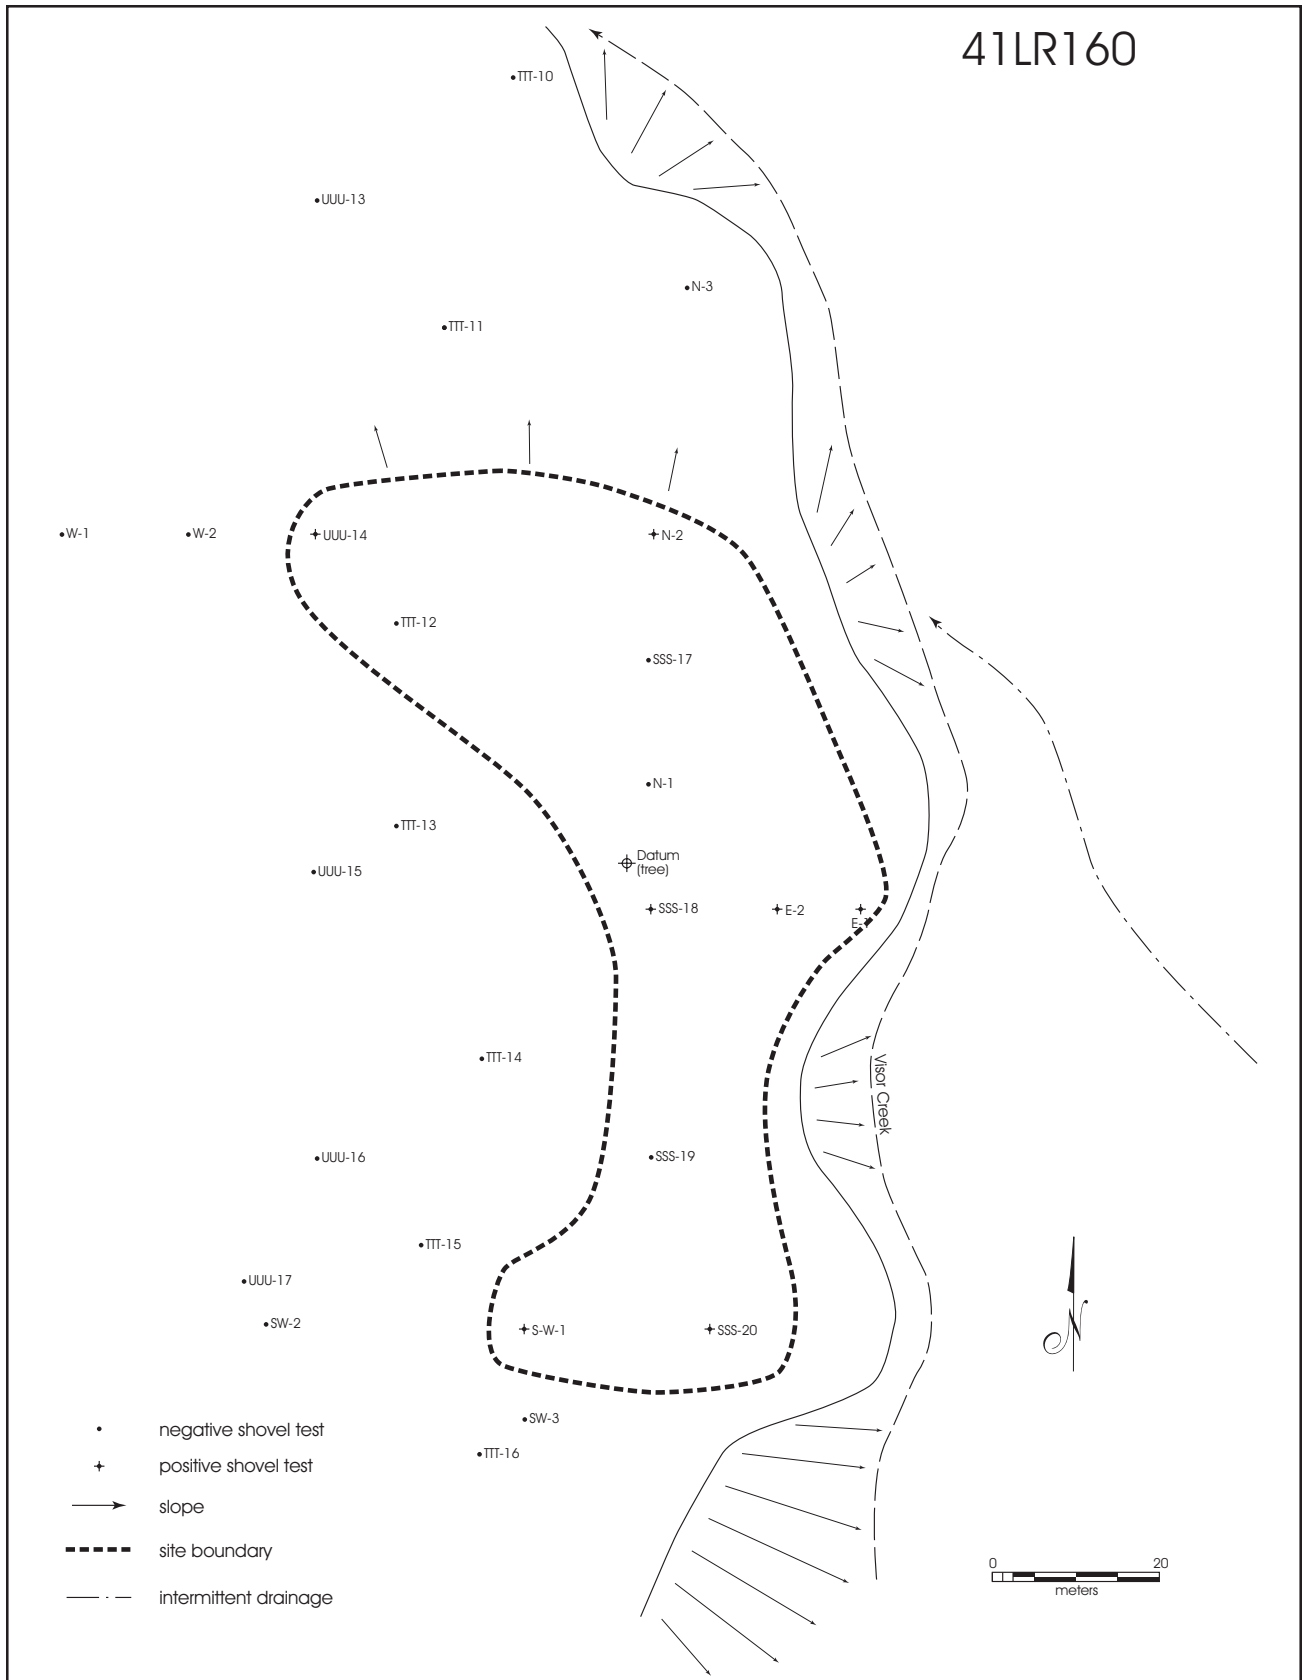 41LR160
TTT-10
UUU-13
N-3
TTT-11
W-1
W-2
UUU-14
N-2
TTT-12
SSS-17
N-1
TTT-13
Datum
(tree)
UUU-15
SSS-18
E-2
E-1
TTT-14
Visor Creek
UUU-16
SSS-19
TTT-15
UUU-17
SW-2
S-W-1
SSS-20
N
SW-3
TTT-16
negative shovel test
positive shovel test
slope
site boundary
intermittent drainage
0 20
meters